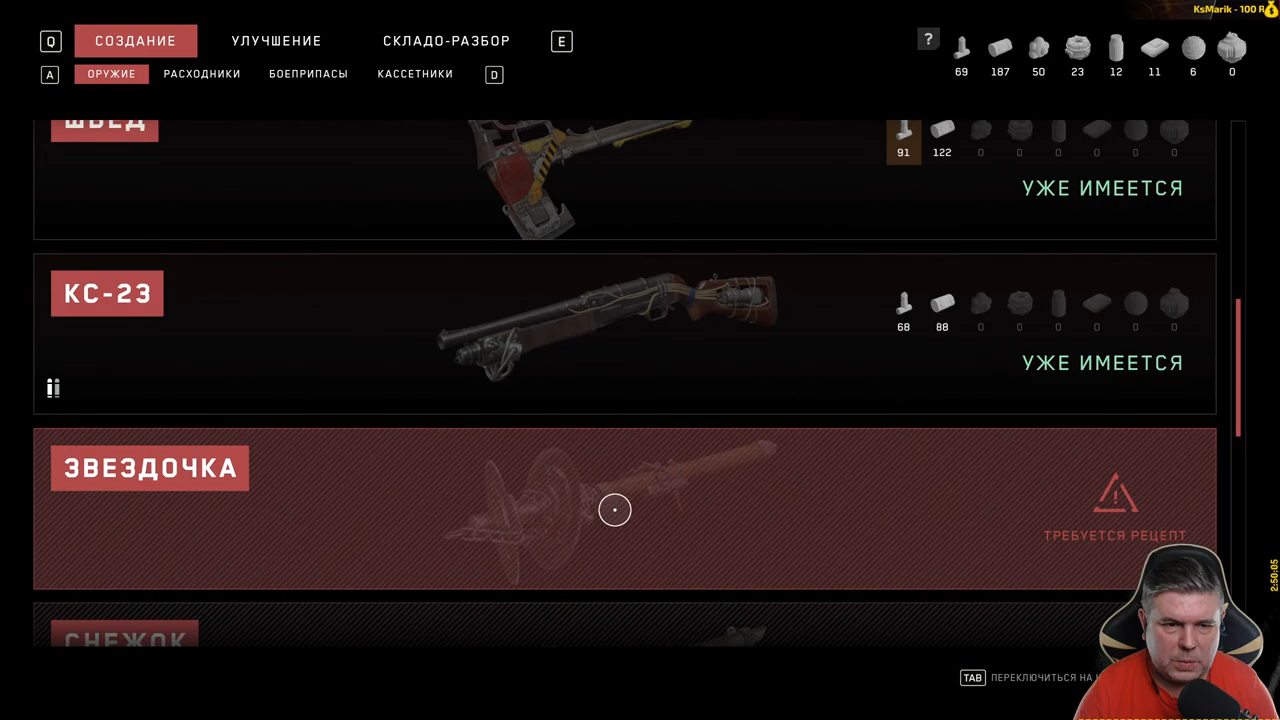 KsMarik - 100 R
Q СОЗДАНИЕ УЛУЧШЕНИЕ СКЛАДО-РАЗБОР E
?
A ОРУЖИЕ РАСХОДНИКИ БОЕПРИПАСЫ КАССЕТНИКИ D
69 187 50 23 12 11 6 0
ШВЕД
91 122 0 0 0 0 0 0
УЖЕ ИМЕЕТСЯ
КС-23
68 88 0 0 0 0 0 0
УЖЕ ИМЕЕТСЯ
ЗВЕЗДОЧКА
ТРЕБУЕТСЯ РЕЦЕПТ
2:50:05
СНЕЖОК
TAB ПЕРЕКЛЮЧИТЬСЯ НА